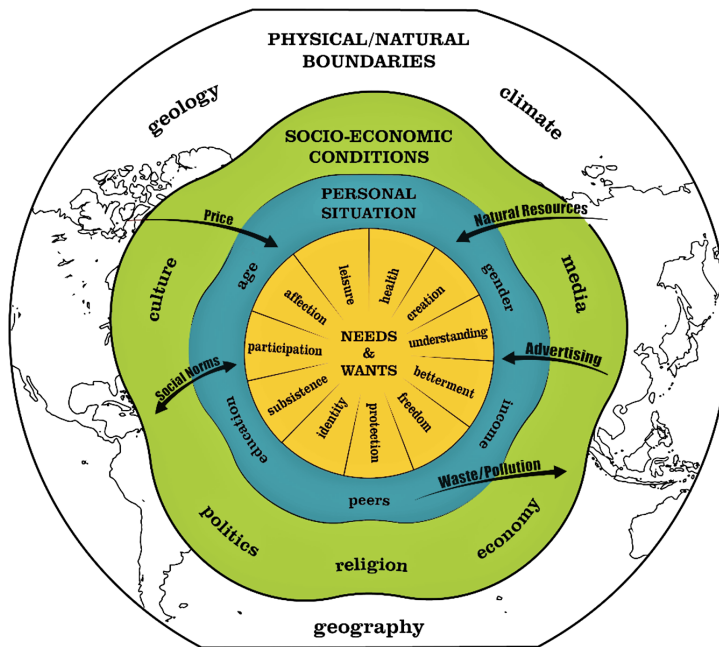 PHYSICAL/NATURAL
BOUNDARIES
geology
climate
SOCIO-ECONOMIC
CONDITIONS
PERSONAL
SITUATION
Price
Natural Resources
culture
age
gender
media
leisure
health
affection
creation
participation
NEEDS
&
WANTS
understanding
Advertising
Social Norms
subsistence
betterment
identity
protection
freedom
education
income
Waste/Pollution
peers
politics
economy
religion
geography